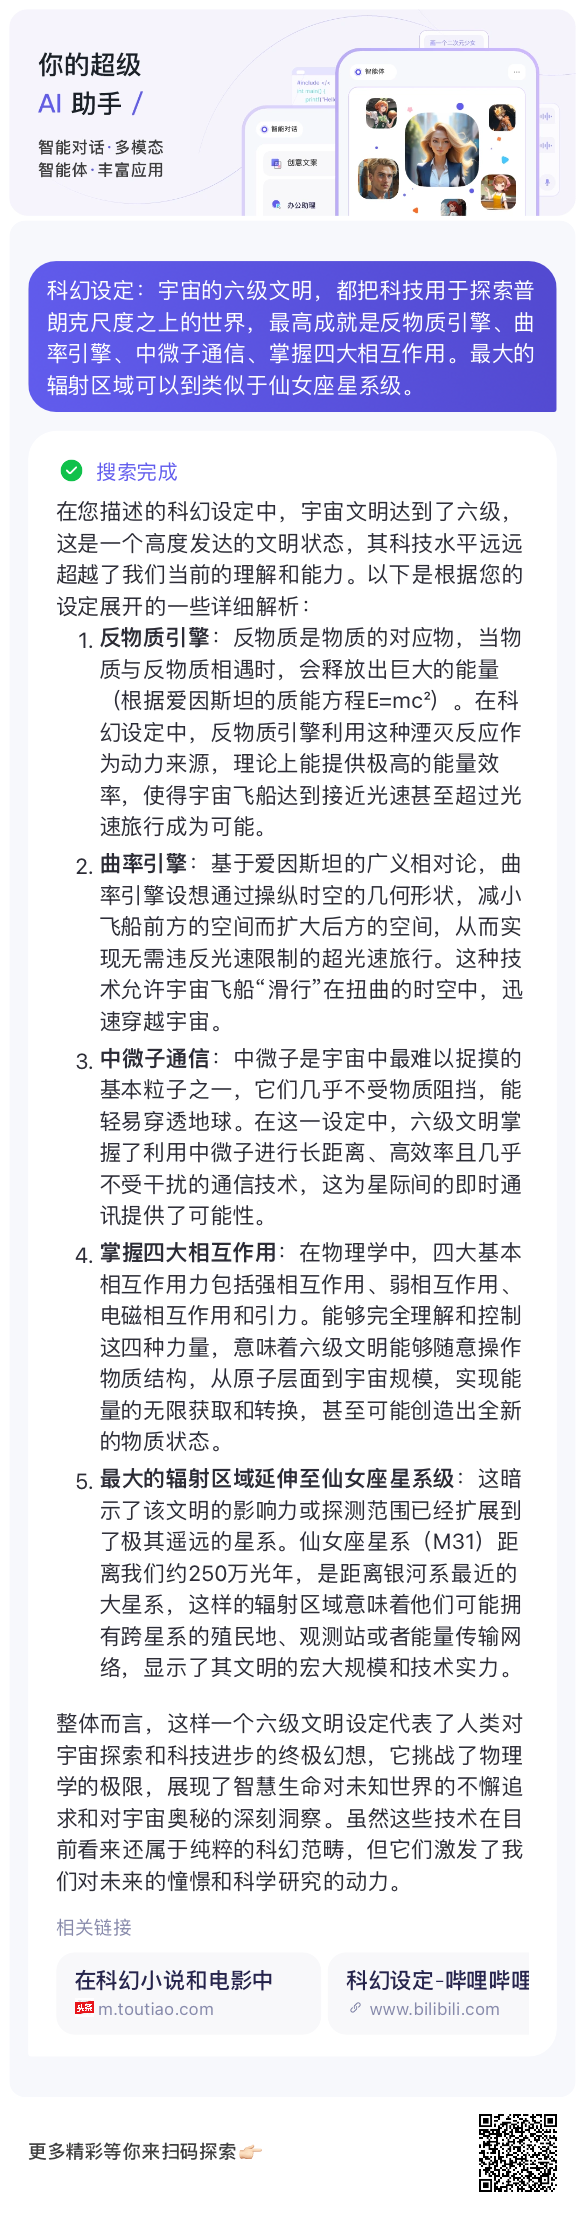 你的超级
AI 助手 /
智能对话·多模态
智能体·丰富应用
智能体
智能对话
创意文案
办公助理
#include </>
科幻设定：宇宙的六级文明，都把科技用于探索普
朗克尺度之上的世界，最高成就是反物质引擎、曲
率引擎、中微子通信、掌握四大相互作用。最大的
辐射区域可以到类似于仙女座星系级。
搜索完成
在您描述的科幻设定中，宇宙文明达到了六级，
这是一个高度发达的文明状态，其科技水平远远
超越了我们当前的理解和能力。以下是根据您的
设定展开的一些详细解析：
1. 反物质引擎：反物质是物质的对应物，当物
质与反物质相遇时，会释放出巨大的能量
（根据爱因斯坦的质能方程E=mc²）。在科
幻设定中，反物质引擎利用这种湮灭反应作
为动力来源，理论上能提供极高的能量效
率，使得宇宙飞船达到接近光速甚至超过光
速旅行成为可能。
2. 曲率引擎：基于爱因斯坦的广义相对论，曲
率引擎设想通过操纵时空的几何形状，减小
飞船前方的空间而扩大后方的空间，从而实
现无需违反光速限制的超光速旅行。这种技
术允许宇宙飞船“滑行”在扭曲的时空中，迅
速穿越宇宙。
3. 中微子通信：中微子是宇宙中最难以捉摸的
基本粒子之一，它们几乎不受物质阻挡，能
轻易穿透地球。在这一设定中，六级文明掌
握了利用中微子进行长距离、高效率且几乎
不受干扰的通信技术，这为星际间的即时通
讯提供了可能性。
4. 掌握四大相互作用：在物理学中，四大基本
相互作用力包括强相互作用、弱相互作用、
电磁相互作用和引力。能够完全理解和控制
这四种力量，意味着六级文明能够随意操作
物质结构，从原子层面到宇宙规模，实现能
量的无限获取和转换，甚至可能创造出全新
的物质状态。
5. 最大的辐射区域延伸至仙女座星系级：这暗
示了该文明的影响力或探测范围已经扩展到
了极其遥远的星系。仙女座星系（M31）距
离我们约250万光年，是距离银河系最近的
大星系，这样的辐射区域意味着他们可能拥
有跨星系的殖民地、观测站或者能量传输网
络，显示了其文明的宏大规模和技术实力。
整体而言，这样一个六级文明设定代表了人类对
宇宙探索和科技进步的终极幻想，它挑战了物理
学的极限，展现了智慧生命对未知世界的不懈追
求和对宇宙奥秘的深刻洞察。虽然这些技术在目
前看来还属于纯粹的科幻范畴，但它们激发了我
们对未来的憧憬和科学研究的动力。
相关链接
在科幻小说和电影中
头条 m.toutiao.com
科幻设定-哔哩哔哩
www.bilibili.com
更多精彩等你来扫码探索👉🏻